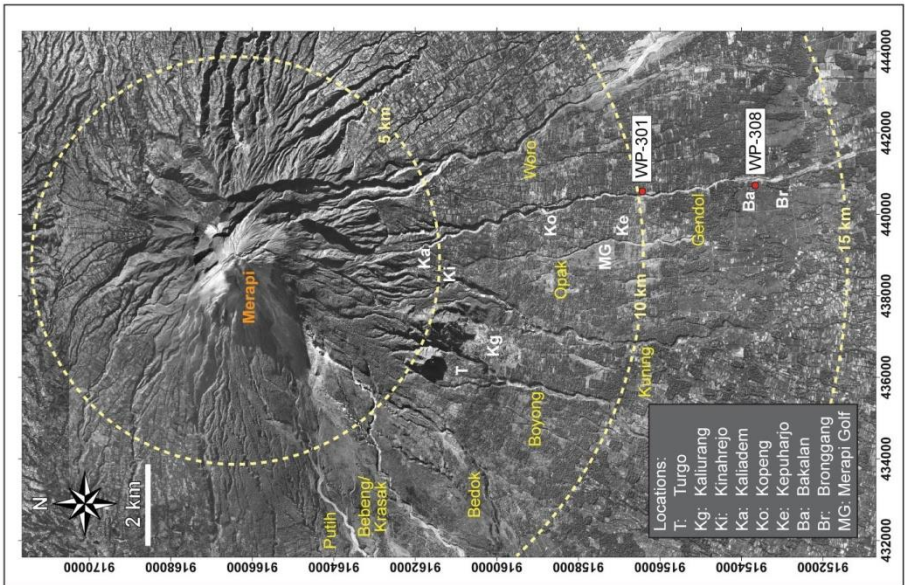 N
2 km
Merapi
5 km
Putih
Bebeng/
Krasak
Bedok
Boyong
Kuning
Opak
Gendol
Woro
10 km
15 km
T
Kg
Ki
Ka
Ko
Ke
MG
Ba
Br
WP-301
WP-308
Locations:
T: Turgo
Kg: Kaliurang
Ki: Kinahrejo
Ka: Kaliadem
Ko: Kopeng
Ke: Kepuharjo
Ba: Bakalan
Br: Bronggang
MG: Merapi Golf
9170000
9168000
9166000
9164000
9162000
9160000
9158000
9156000
9154000
9152000
432000
434000
436000
438000
440000
442000
444000